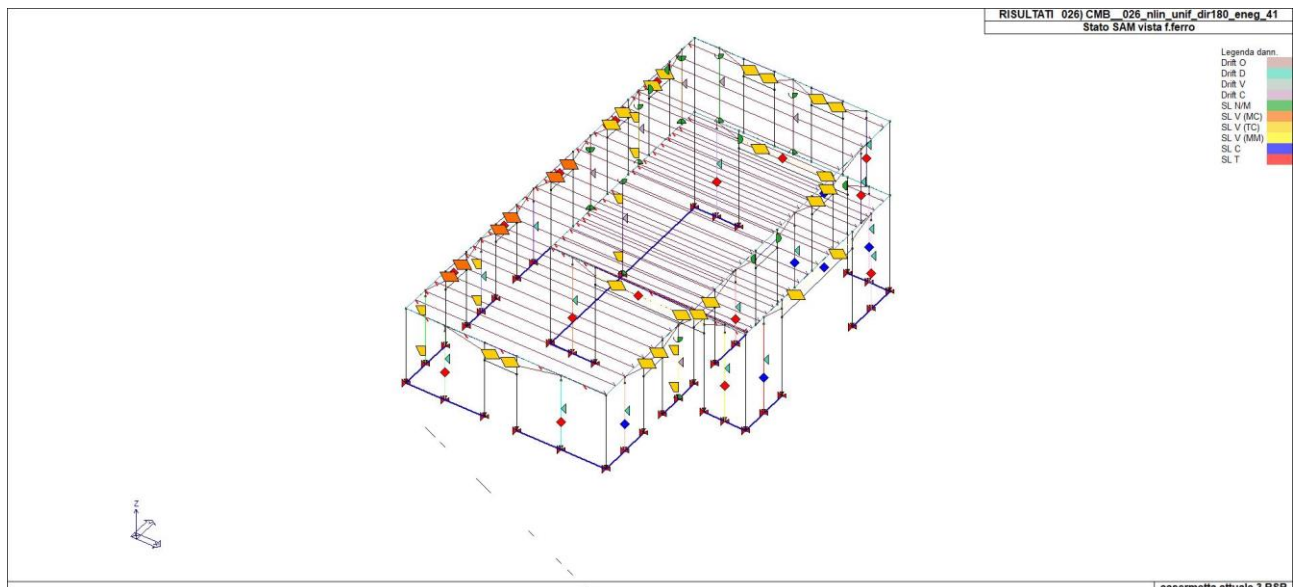 RISULTATI 026) CMB__026_nlin_unif_dir180_eneg_41
Stato SAM vista f.ferro
Legenda dann.
Drift O
Drift D
Drift V
Drift C
SL N/M
SL V (MC)
SL V (TC)
SL V (MM)
SL C
SL T
Z